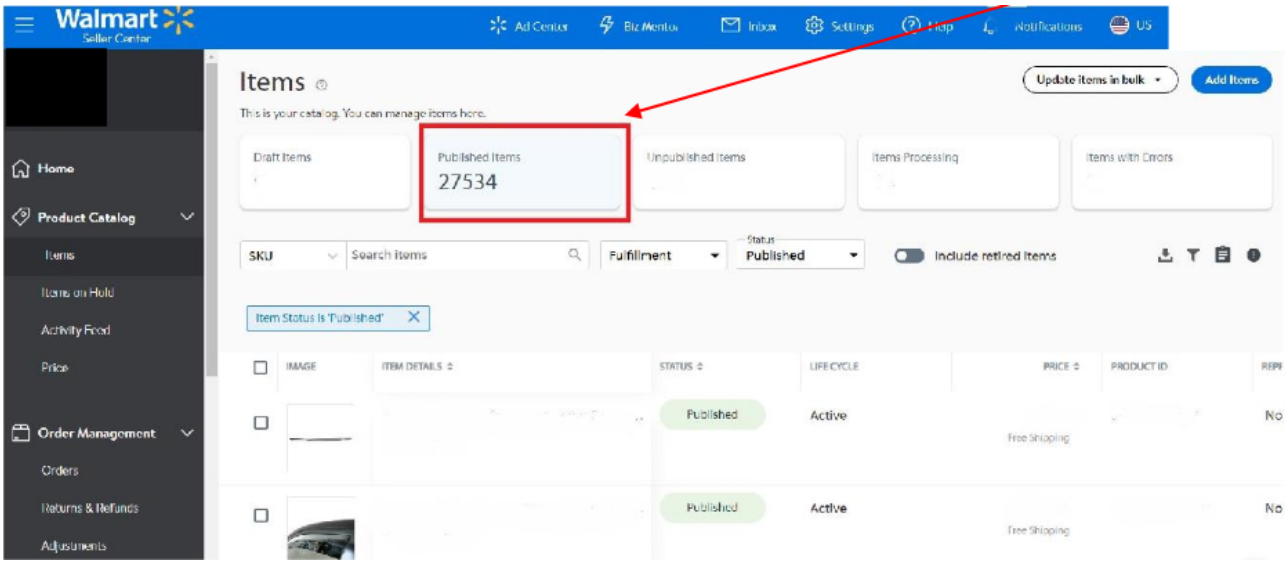 Walmart
Seller Center
Ad Center
Biz Mentor
Inbox
Settings
Help
Notifications
US
Items
Update items in bulk
Add Items
This is your catalog. You can manage items here.
Draft Items
Published Items
27534
Unpublished Items
Items Processing
Items with Errors
Home
Product Catalog
Items
Items on Hold
Activity Feed
Price
Order Management
Orders
Returns & Refunds
Adjustments
SKU
Search items
Fulfillment
Status
Published
Include retired items
Item Status is 'Published'
IMAGE
ITEM DETAILS
STATUS
LIFECYCLE
PRICE
PRODUCT ID
Published
Active
Free Shipping
No
Published
Active
Free Shipping
No